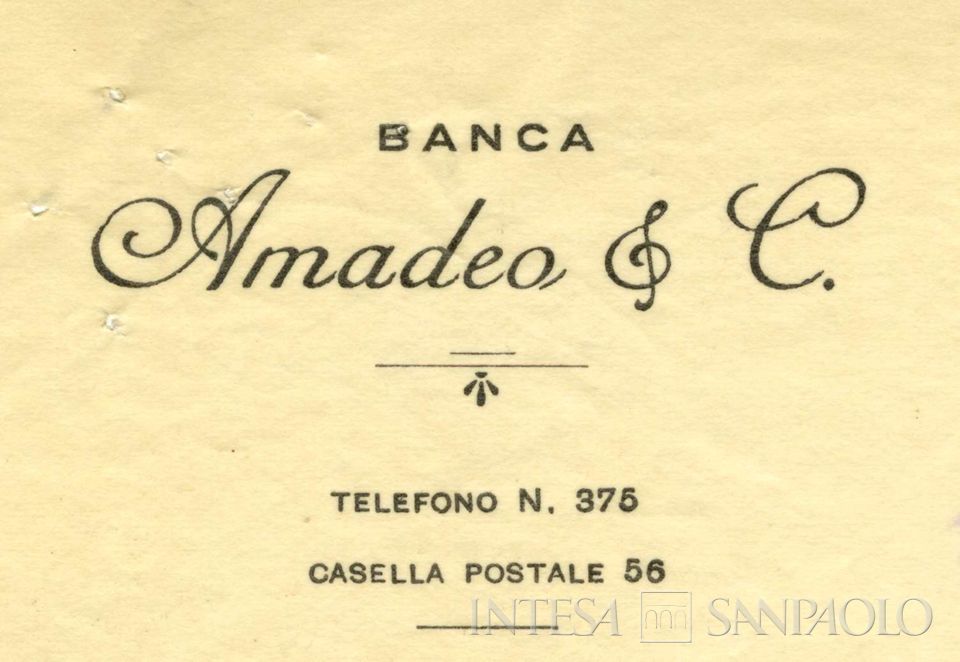 BANCA
Amadeo & C.
TELEFONO N. 375
CASELLA POSTALE 56
INTESA SANPAOLO